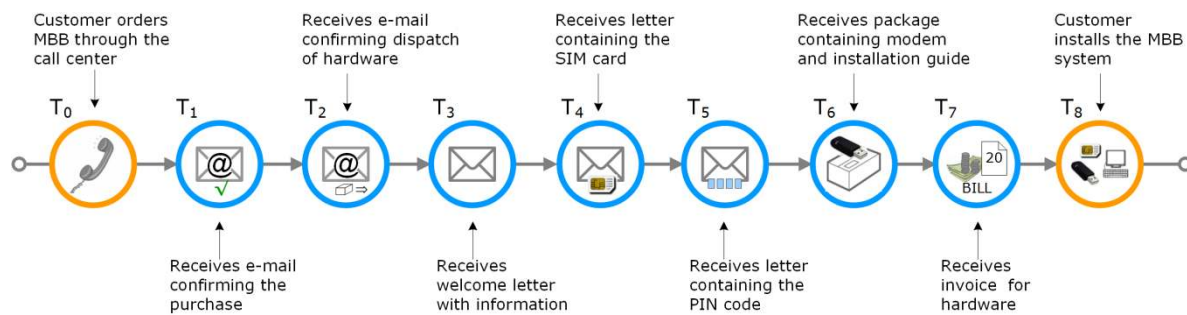 Customer orders
MBB through the
call center
Receives e-mail
confirming dispatch
of hardware
Receives letter
containing the
SIM card
Receives package
containing modem
and installation guide
Customer
installs the MBB
system
T0
T1
T2
T3
T4
T5
T6
T7
T8
@
√
@
20
BILL
Receives e-mail
confirming the
purchase
Receives
welcome letter
with information
Receives letter
containing the
PIN code
Receives
invoice for
hardware